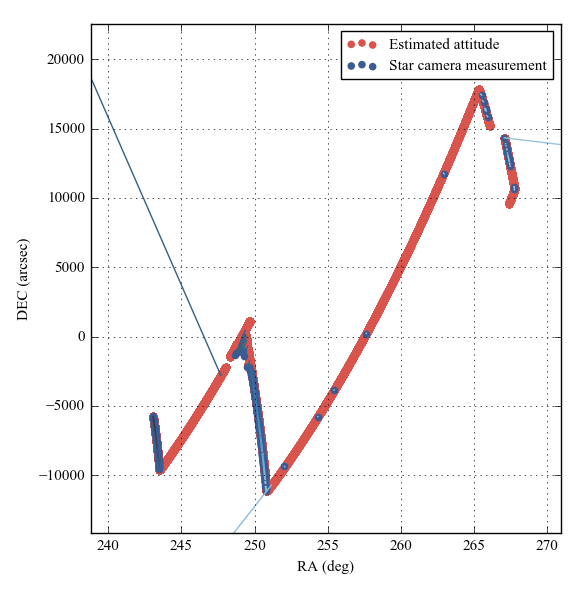 Estimated attitude
Star camera measurement
20000
15000
10000
5000
0
−5000
−10000
DEC (arcsec)
240 245 250 255 260 265 270
RA (deg)